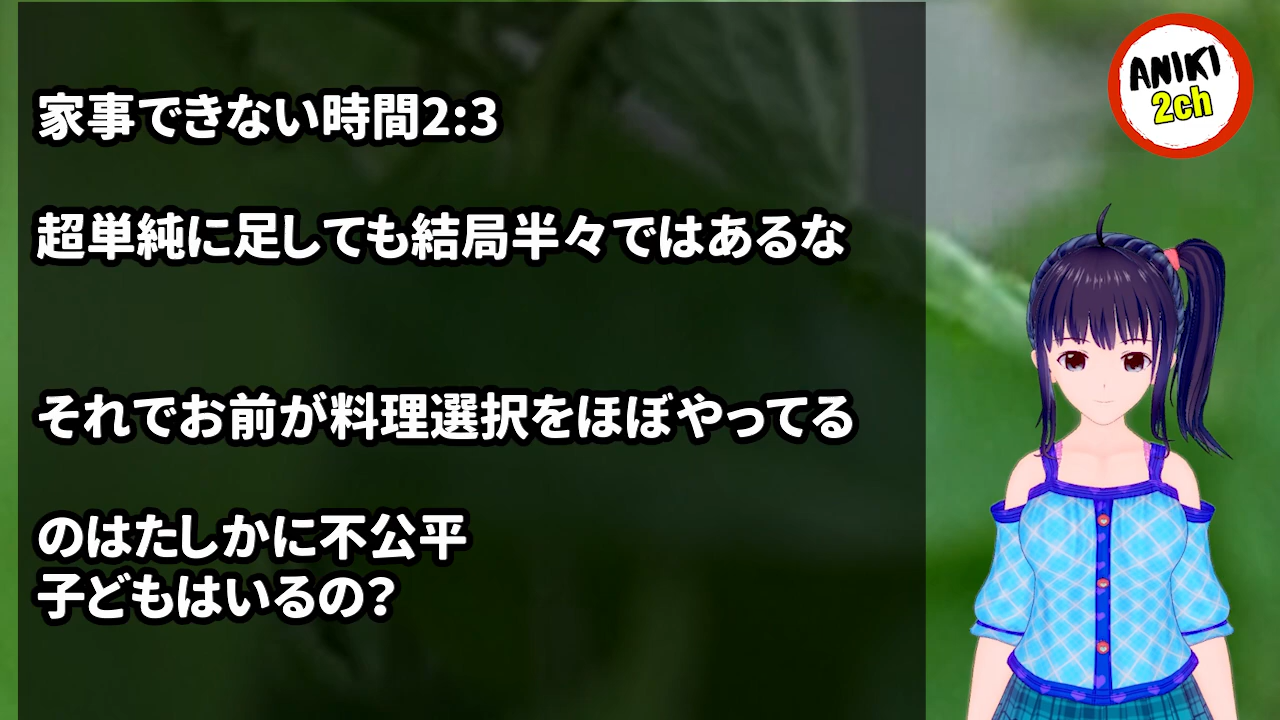 家事できない時間2:3
超単純に足しても結局半々ではあるな
それでお前が料理選択をほぼやってる
のはたしかに不公平
子どもはいるの？
ANIKI
2ch